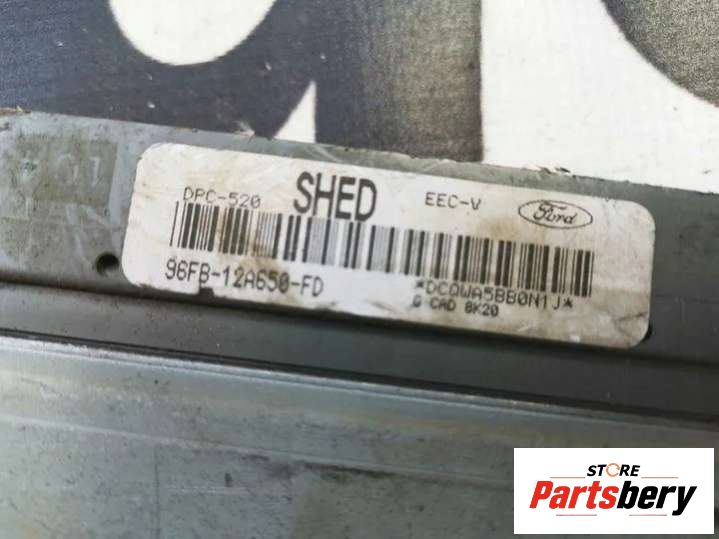 DPC-520 SHED EEC-V Ford
96FB-12A650-FD *DCQWA5BB0N1J*
G CAD 8K20
STORE
Partsbery